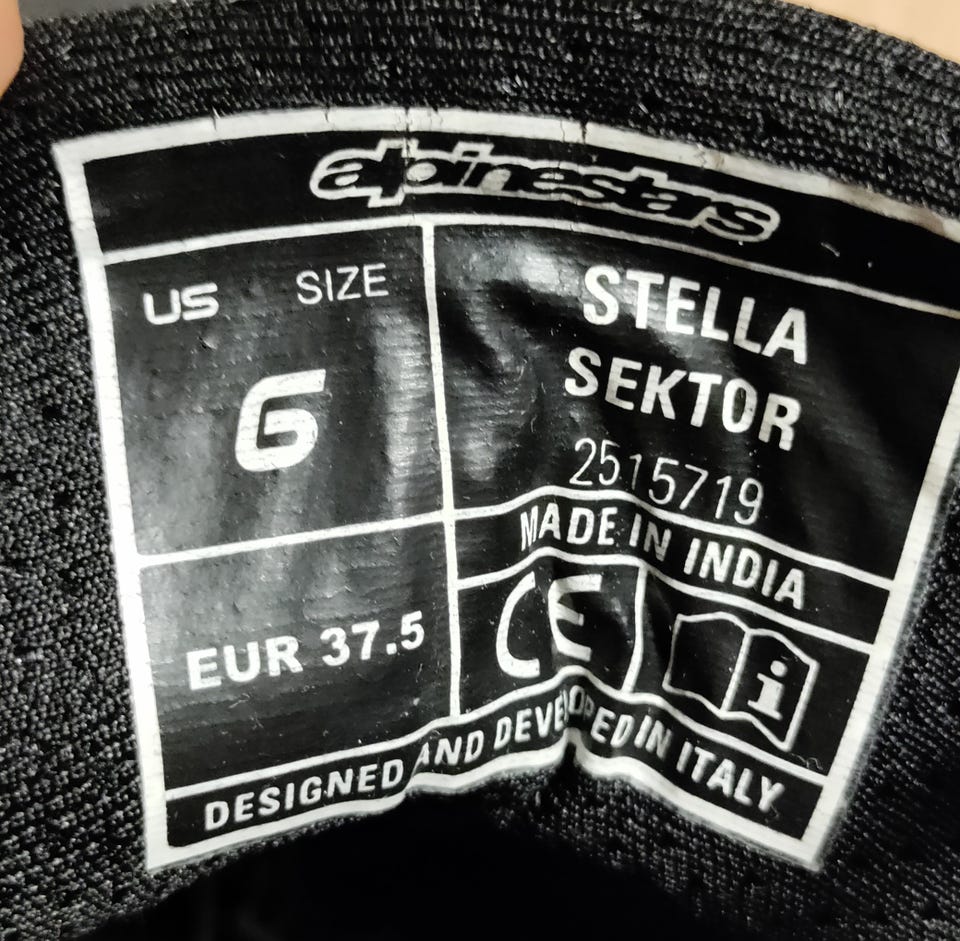 alpinestars
US SIZE
6
EUR 37.5
STELLA
SEKTOR
2515719
MADE IN INDIA
CE
i
DESIGNED AND DEVELOPED IN ITALY